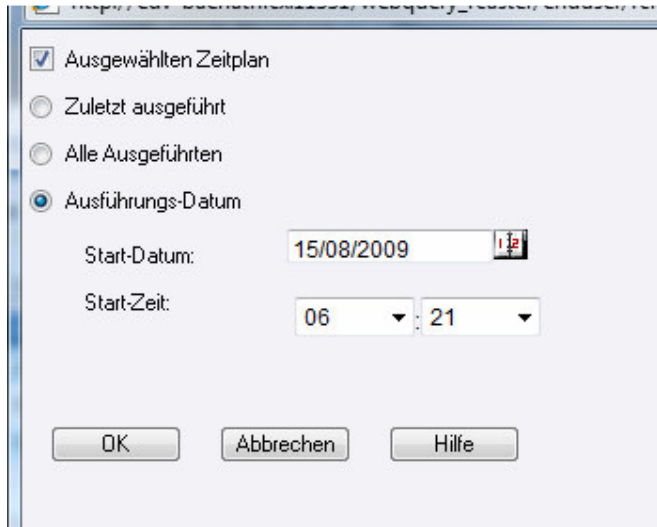 Ausgewählten Zeitplan
Zuletzt ausgeführt
Alle Ausgeführten
Ausführungs-Datum
Start-Datum: 15/08/2009
Start-Zeit: 06 : 21
OK Abbrechen Hilfe